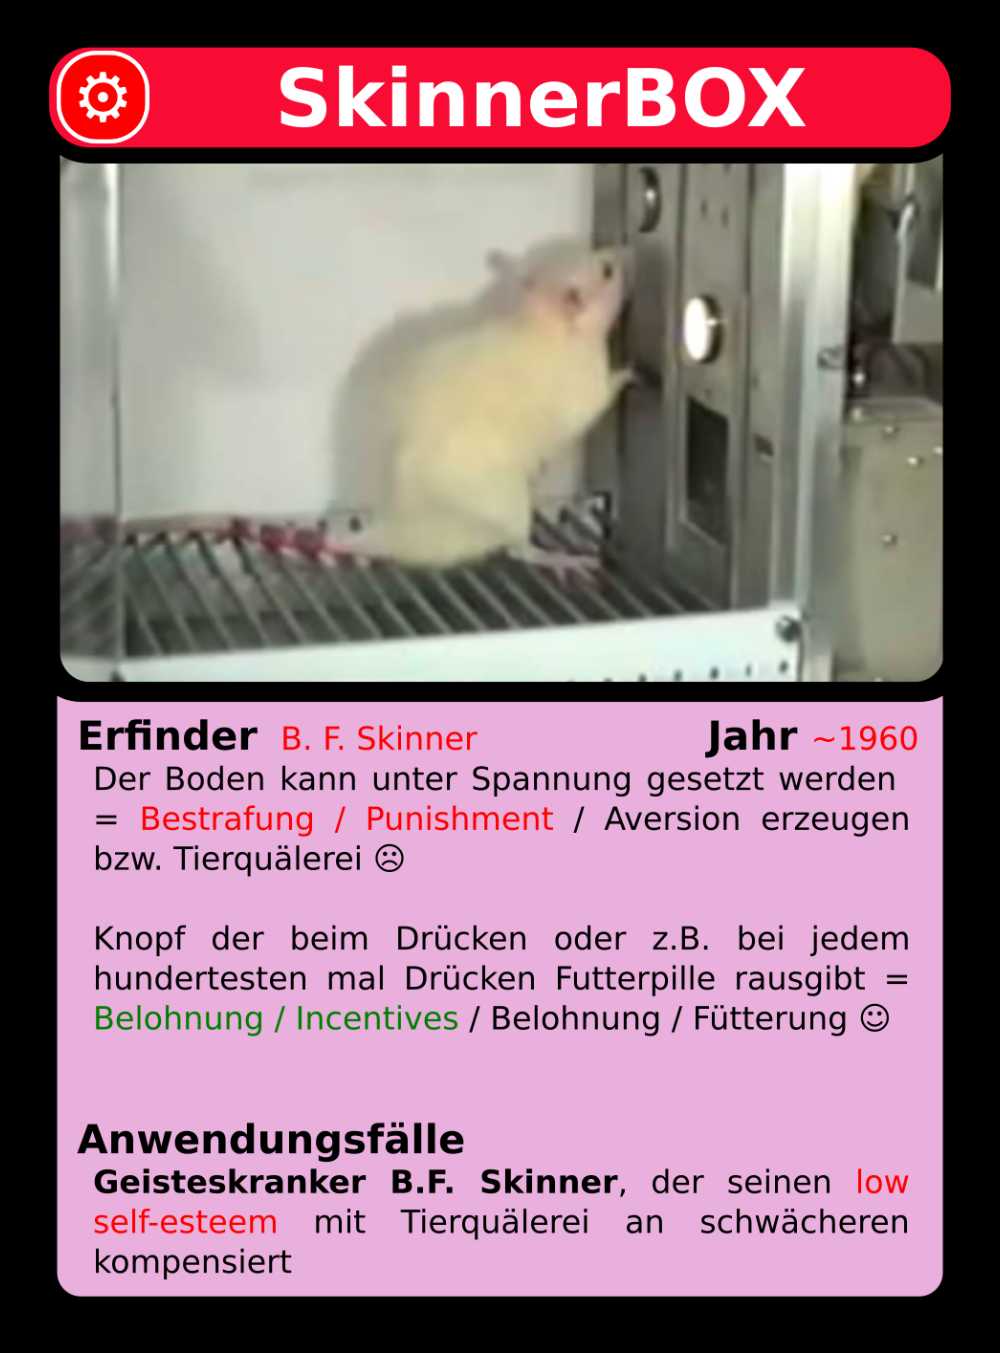 SkinnerBOX
Erfinder B. F. Skinner Jahr ~1960
Der Boden kann unter Spannung gesetzt werden
= Bestrafung / Punishment / Aversion erzeugen
bzw. Tierquälerei ☹
Knopf der beim Drücken oder z.B. bei jedem
hundertesten mal Drücken Futterpille rausgibt =
Belohnung / Incentives / Belohnung / Fütterung ☺
Anwendungsfälle
Geisteskranker B.F. Skinner, der seinen low
self-esteem mit Tierquälerei an schwächeren
kompensiert